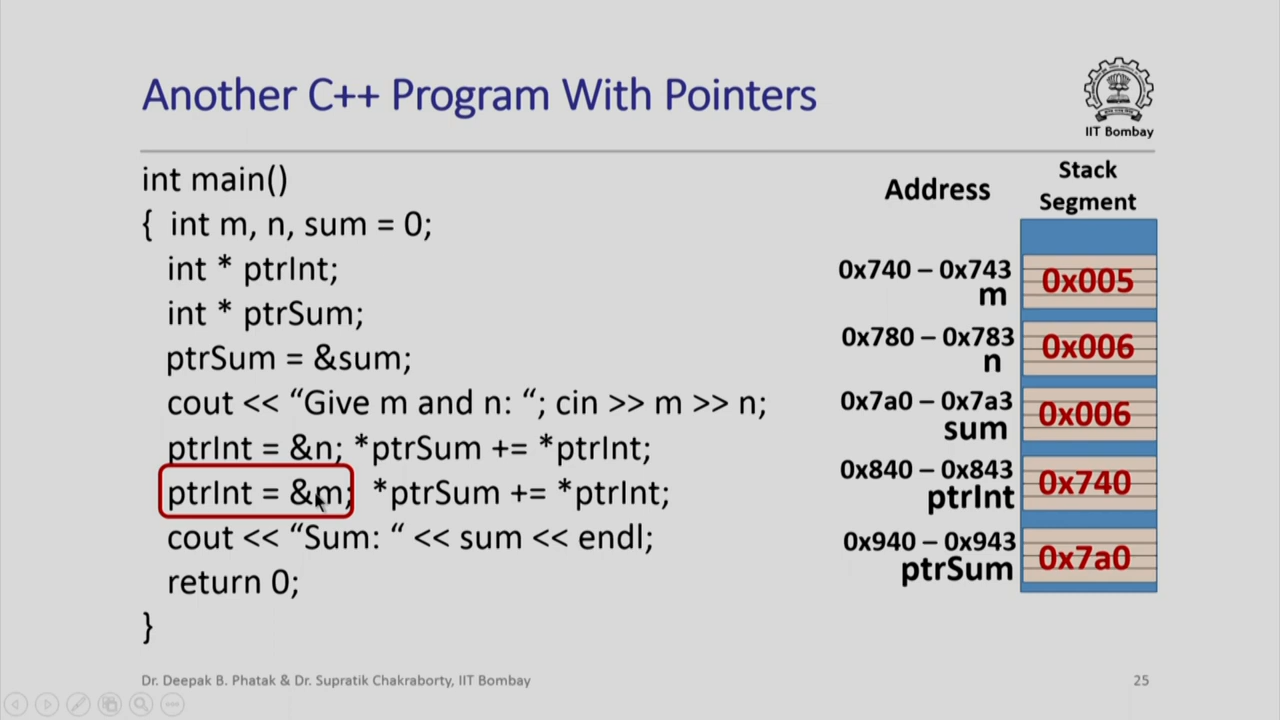 Another C++ Program With Pointers
IIT Bombay
int main()
{ int m, n, sum = 0;
int * ptrInt;
int * ptrSum;
ptrSum = &sum;
cout << “Give m and n: “; cin >> m >> n;
ptrInt = &n; *ptrSum += *ptrInt;
ptrInt = &m; *ptrSum += *ptrInt;
cout << “Sum: “ << sum << endl;
return 0;
}
Address
Stack
Segment
0x740 – 0x743
m
0x005
0x780 – 0x783
n
0x006
0x7a0 – 0x7a3
sum
0x006
0x840 – 0x843
ptrInt
0x740
0x940 – 0x943
ptrSum
0x7a0
Dr. Deepak B. Phatak & Dr. Supratik Chakraborty, IIT Bombay
25